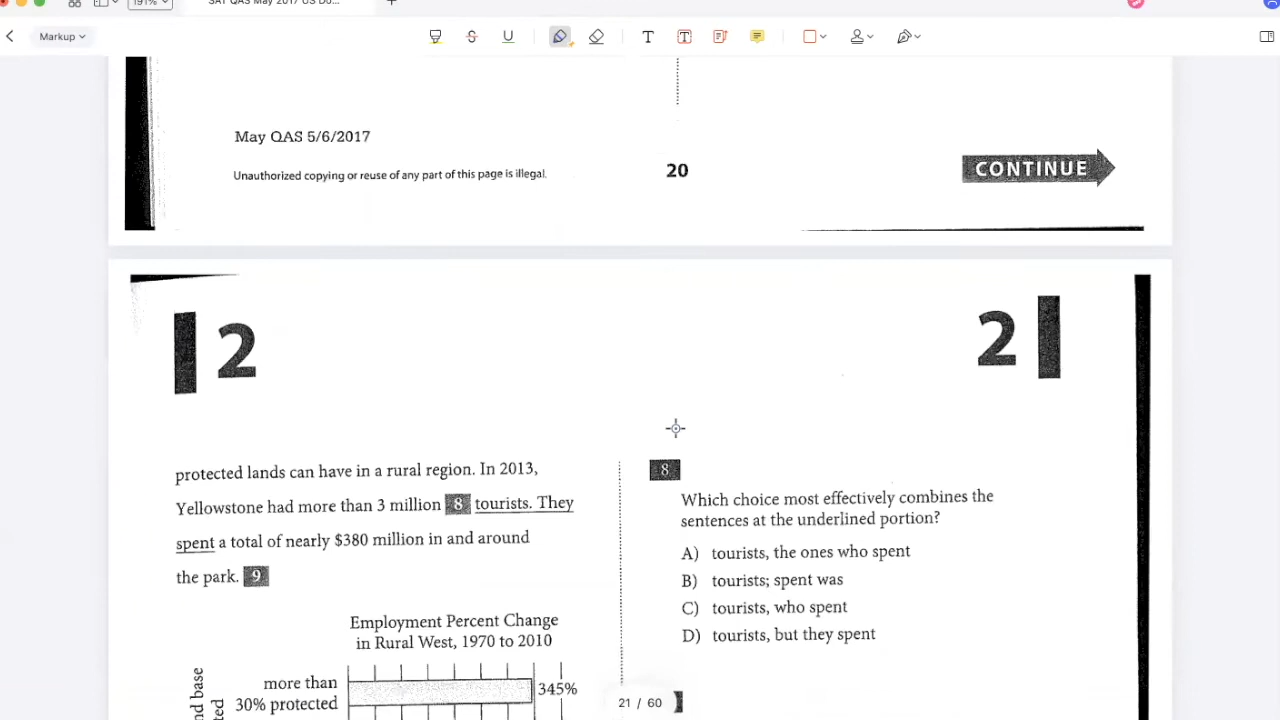 SAT QAS May 2017 US Do...
191%
Markup
May QAS 5/6/2017
Unauthorized copying or reuse of any part of this page is illegal.
20
CONTINUE
2
2
protected lands can have in a rural region. In 2013,
Yellowstone had more than 3 million 8 tourists. They
spent a total of nearly $380 million in and around
the park. 9
Employment Percent Change
in Rural West, 1970 to 2010
more than
30% protected
345%
8
Which choice most effectively combines the
sentences at the underlined portion?
A) tourists, the ones who spent
B) tourists; spent was
C) tourists, who spent
D) tourists, but they spent
21 / 60